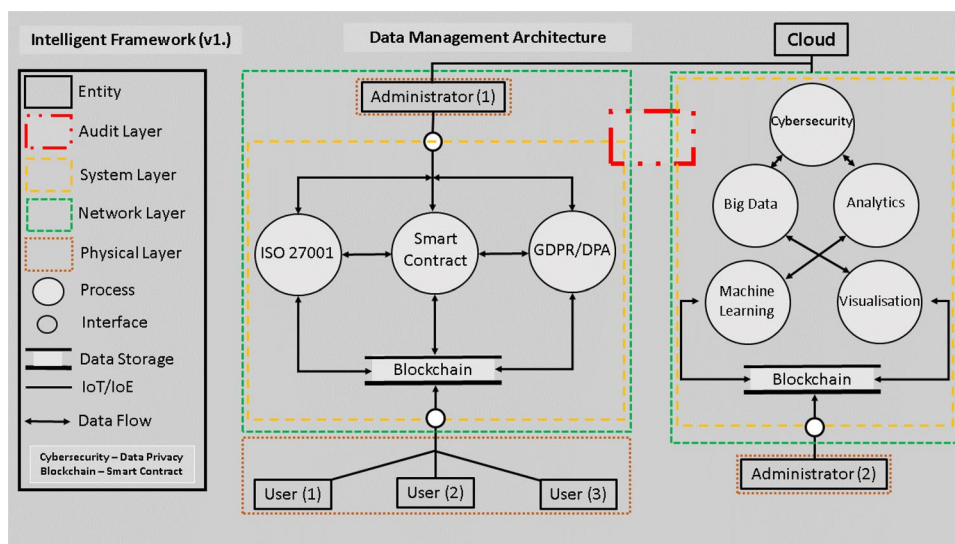 Intelligent Framework (v1.)
Entity
Audit Layer
System Layer
Network Layer
Physical Layer
Process
Interface
Data Storage
IoT/IoE
Data Flow
Cybersecurity – Data Privacy
Blockchain – Smart Contract
Data Management Architecture
Cloud
Administrator (1)
ISO 27001
Smart
Contract
GDPR/DPA
Blockchain
User (1)
User (2)
User (3)
Cybersecurity
Big Data
Analytics
Machine
Learning
Visualisation
Blockchain
Administrator (2)